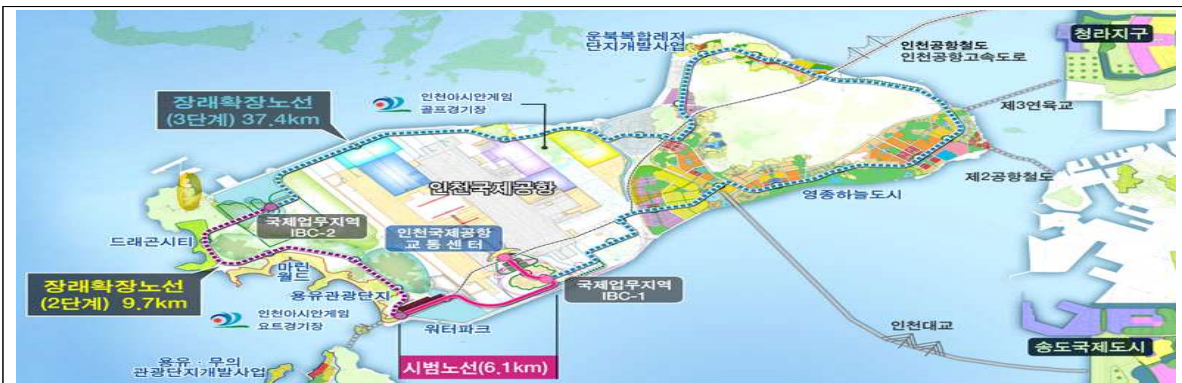 청라지구
운북복합레져
단지개발사업
인천공항철도
인천공항고속도로
장래확장노선
(3단계) 37.4km
인천아시안게임
골프경기장
제3연육교
제2공항철도
인천국제공항
영종하늘도시
국제업무지역
IBC-2
인천국제공항
교통센터
드래곤시티
장래확장노선
(2단계) 9.7km
마린
월드
용유관광단지
국제업무지역
IBC-1
인천아시안게임
요트경기장
워터파크
인천대교
송도국제도시
용유·무의
관광단지개발사업
시범노선(6.1km)